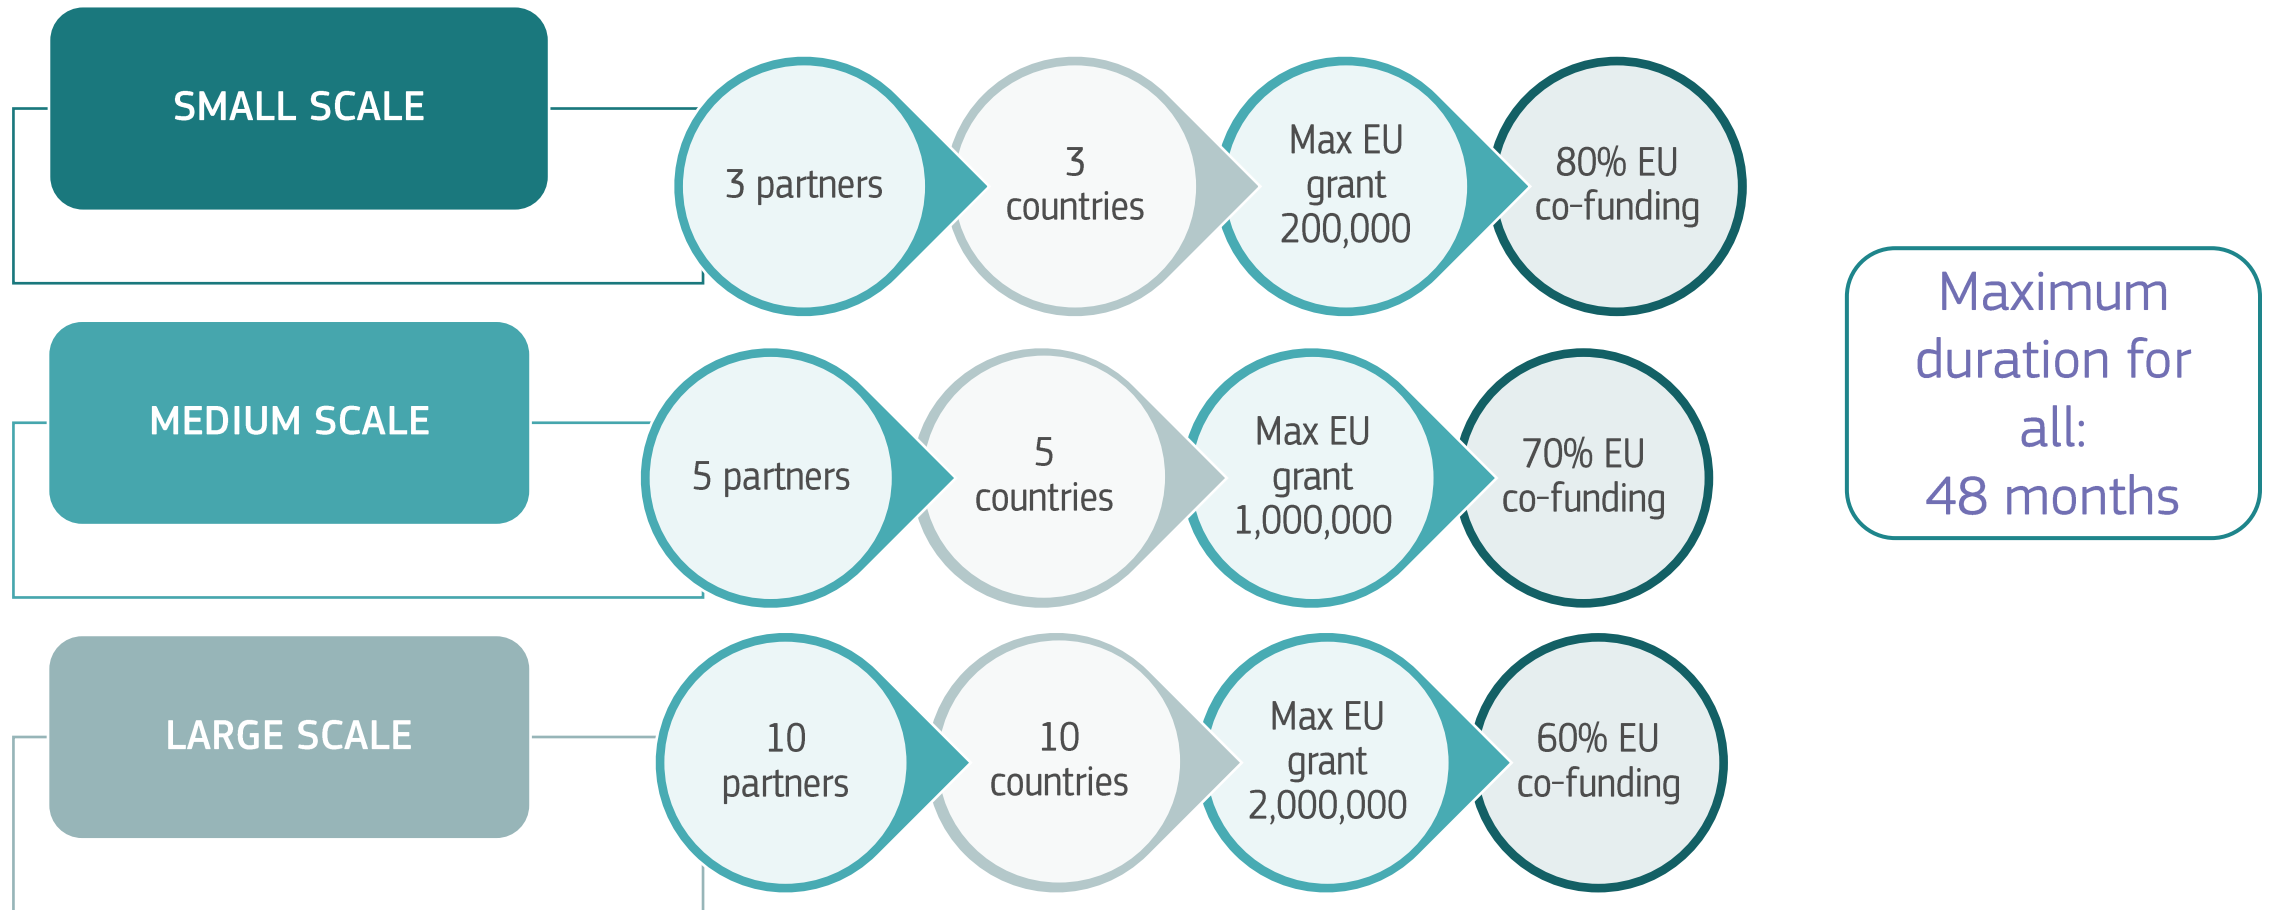 SMALL SCALE
3 partners
3
countries
Max EU
grant
200,000
80% EU
co-funding
MEDIUM SCALE
5 partners
5
countries
Max EU
grant
1,000,000
70% EU
co-funding
LARGE SCALE
10
partners
10
countries
Max EU
grant
2,000,000
60% EU
co-funding
Maximum
duration for
all:
48 months